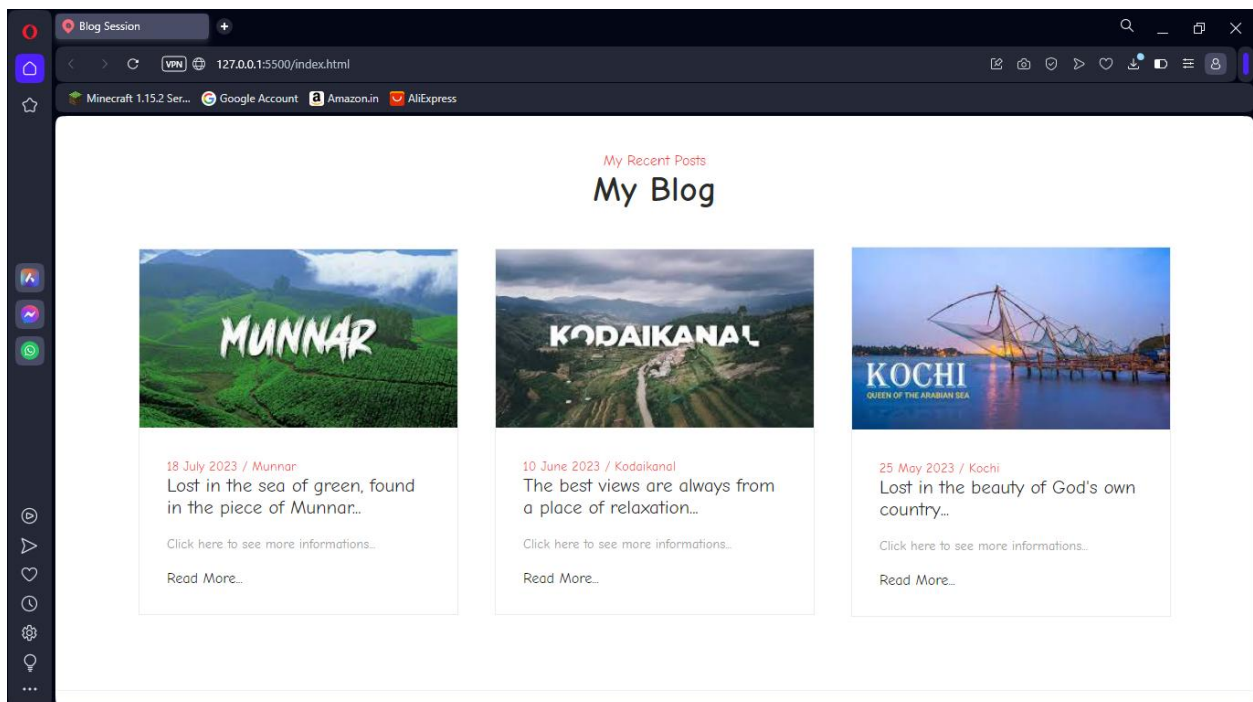 Blog Session
VPN
127.0.0.1:5500/index.html
Minecraft 1.15.2 Ser... Google Account Amazon.in AliExpress
My Recent Posts
My Blog
MUNNAR
18 July 2023 / Munnar
Lost in the sea of green, found
in the piece of Munnar...
Click here to see more informations...
Read More...
KODAIKANAL
10 June 2023 / Kodaikanal
The best views are always from
a place of relaxation...
Click here to see more informations...
Read More...
KOCHI
QUEEN OF THE ARABIAN SEA
25 May 2023 / Kochi
Lost in the beauty of God's own
country...
Click here to see more informations...
Read More...